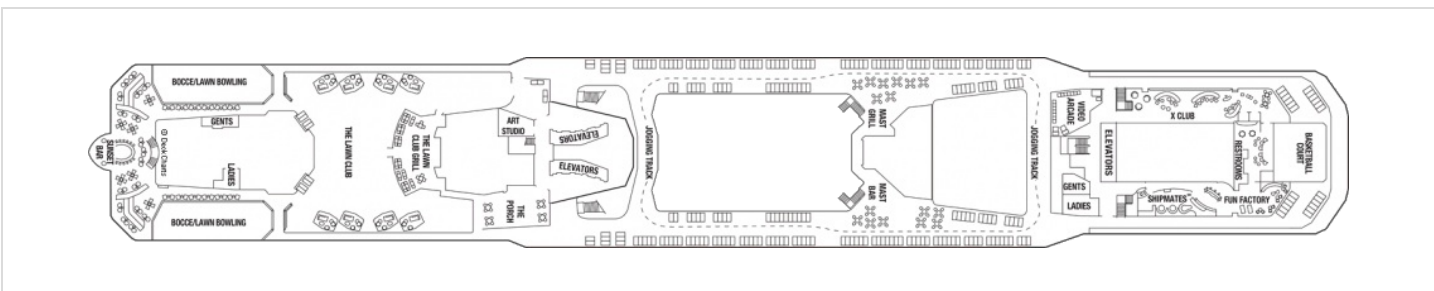 BOCCE/LAWN BOWLING
GENTS
© Deck Chartz
SUNSET
BAR
LADIES
BOCCE/LAWN BOWLING
THE LAWN CLUB
THE LAWN
CLUB GRILL
ART
STUDIO
ELEVATORS
ELEVATORS
THE
PORCH
JOGGING TRACK
MAST
GRILL
MAST
BAR
JOGGING TRACK
VIDEO
ARCADE
ELEVATORS
GENTS
LADIES
X CLUB
RESTROOMS
SHIPMATES
FUN FACTORY
BASKETBALL
COURT